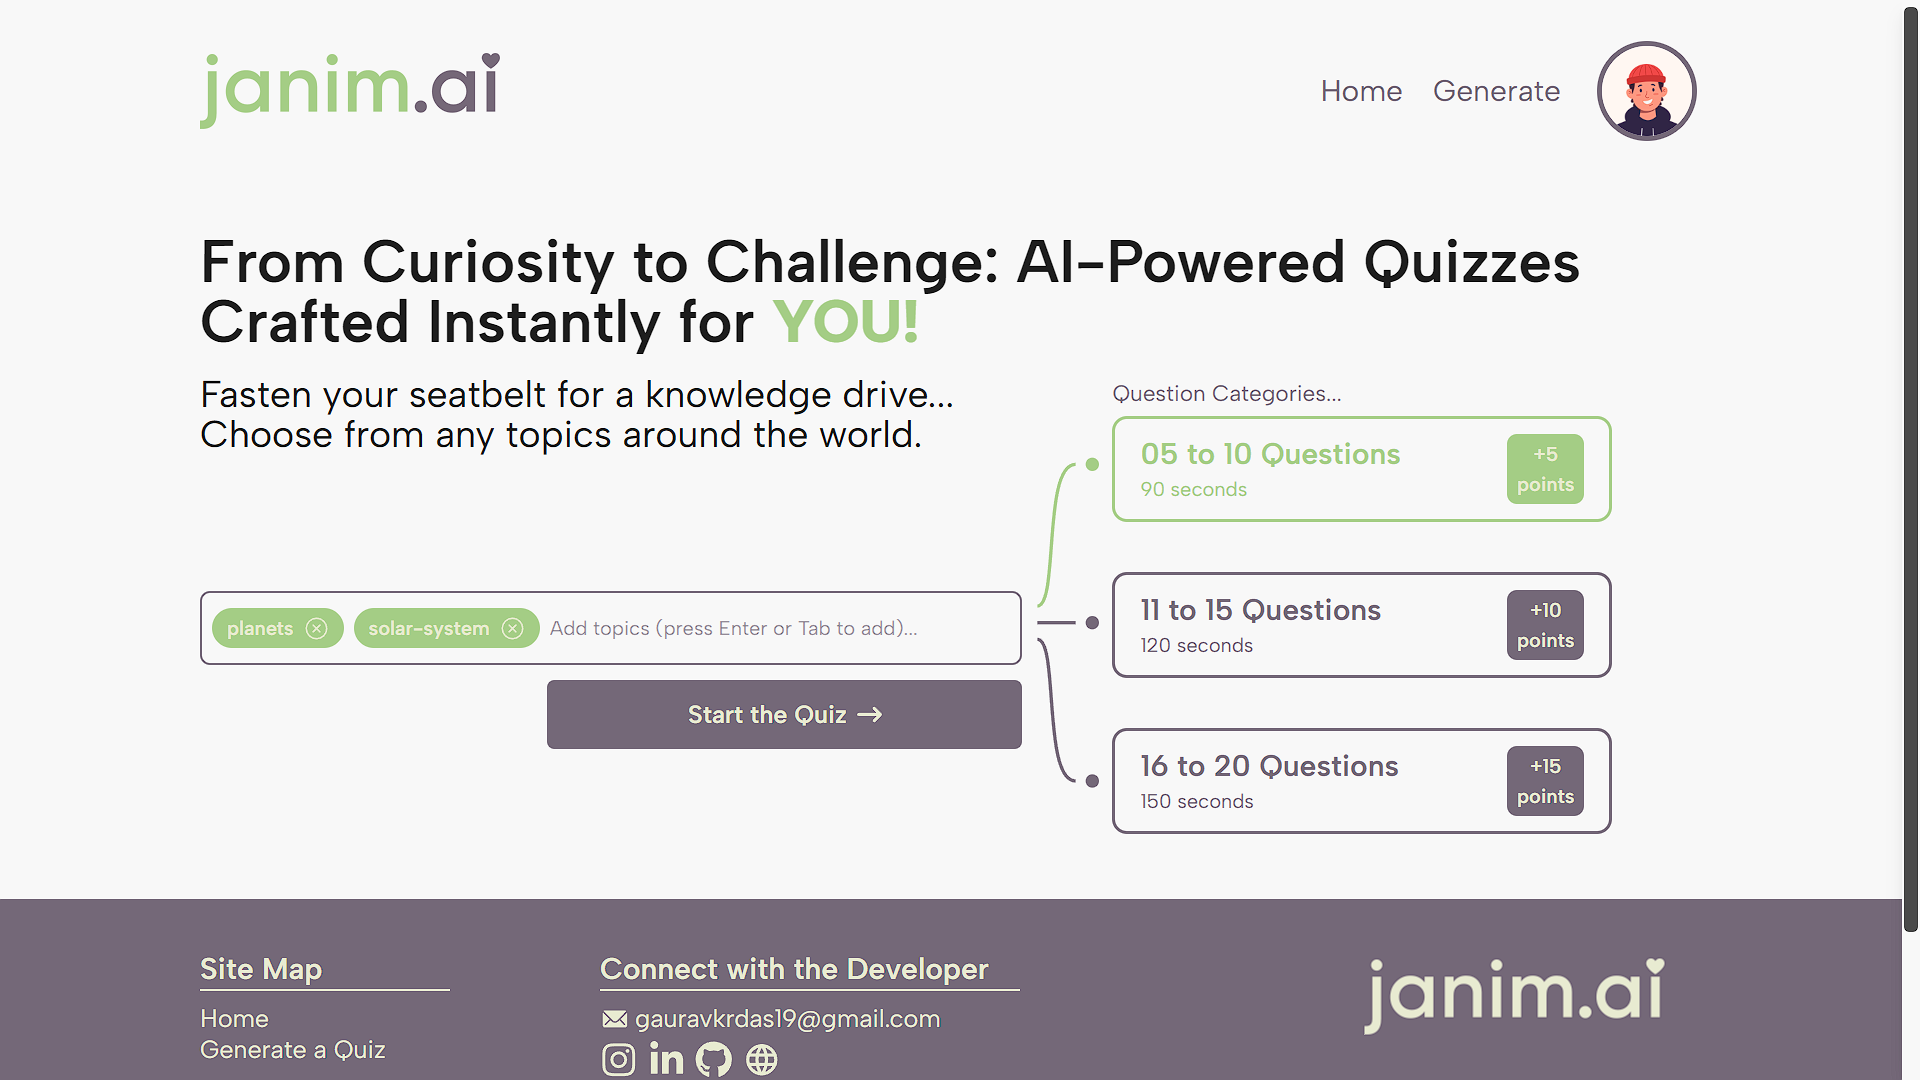 janim.ai
Home
Generate
From Curiosity to Challenge: AI-Powered Quizzes
Crafted Instantly for YOU!
Fasten your seatbelt for a knowledge drive...
Choose from any topics around the world.
planets
solar-system
Add topics (press Enter or Tab to add)...
Start the Quiz
Question Categories...
05 to 10 Questions
90 seconds
+5
points
11 to 15 Questions
120 seconds
+10
points
16 to 20 Questions
150 seconds
+15
points
Site Map
Home
Generate a Quiz
Connect with the Developer
gauravkrdas19@gmail.com
in
janim.ai